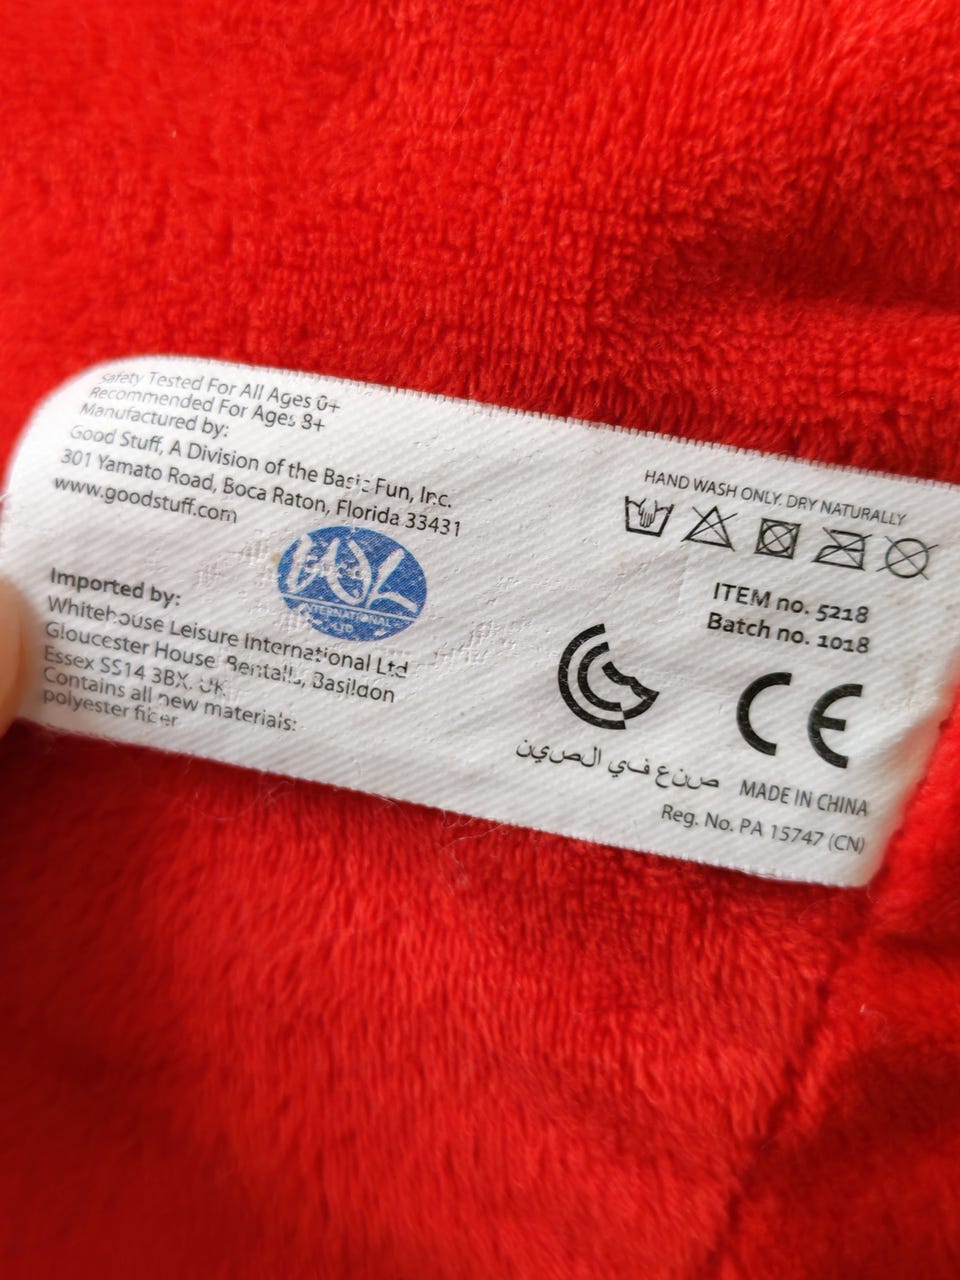 Safety Tested For All Ages 0+
Recommended For Ages 3+
Manufactured by:
Good Stuff, A Division of the Basic Fun, Inc.
301 Yamato Road, Boca Raton, Florida 33431
www.goodstuff.com
WL
INTERNATIONAL
LTD
Imported by:
Whitehouse Leisure International Ltd
Gloucester House Bentalls, Basildon
Essex SS14 3BX. UK
Contains all new materials:
polyester fiber
HAND WASH ONLY. DRY NATURALLY
ITEM no. 5218
Batch no. 1018
CE
صنع في الصين
MADE IN CHINA
Reg. No. PA 15747 (CN)